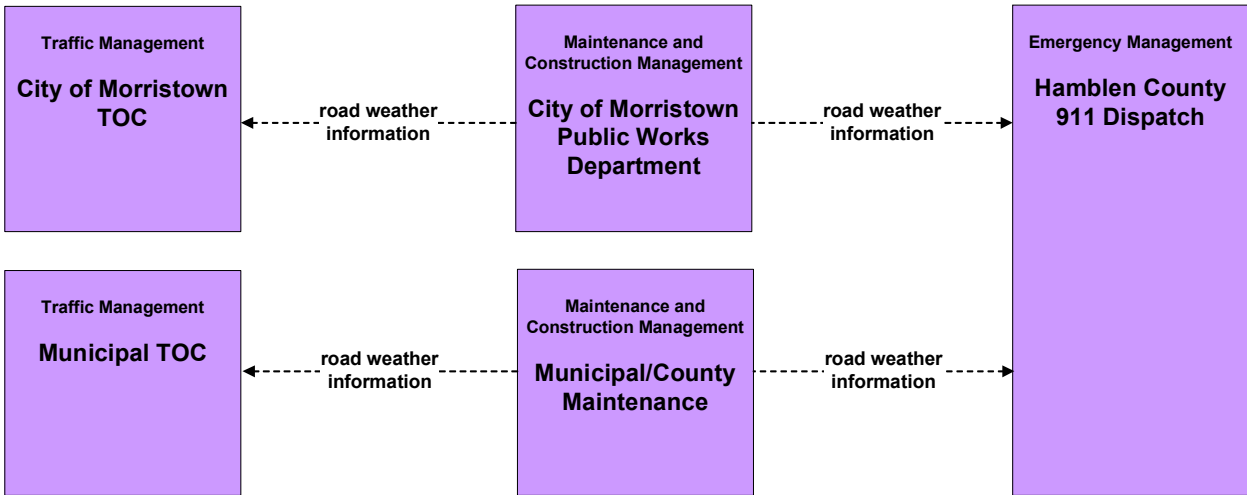 Traffic Management
City of Morristown
TOC
road weather
information
Maintenance and
Construction Management
City of Morristown
Public Works
Department
road weather
information
Emergency Management
Hamblen County
911 Dispatch
Traffic Management
Municipal TOC
road weather
information
Maintenance and
Construction Management
Municipal/County
Maintenance
road weather
information